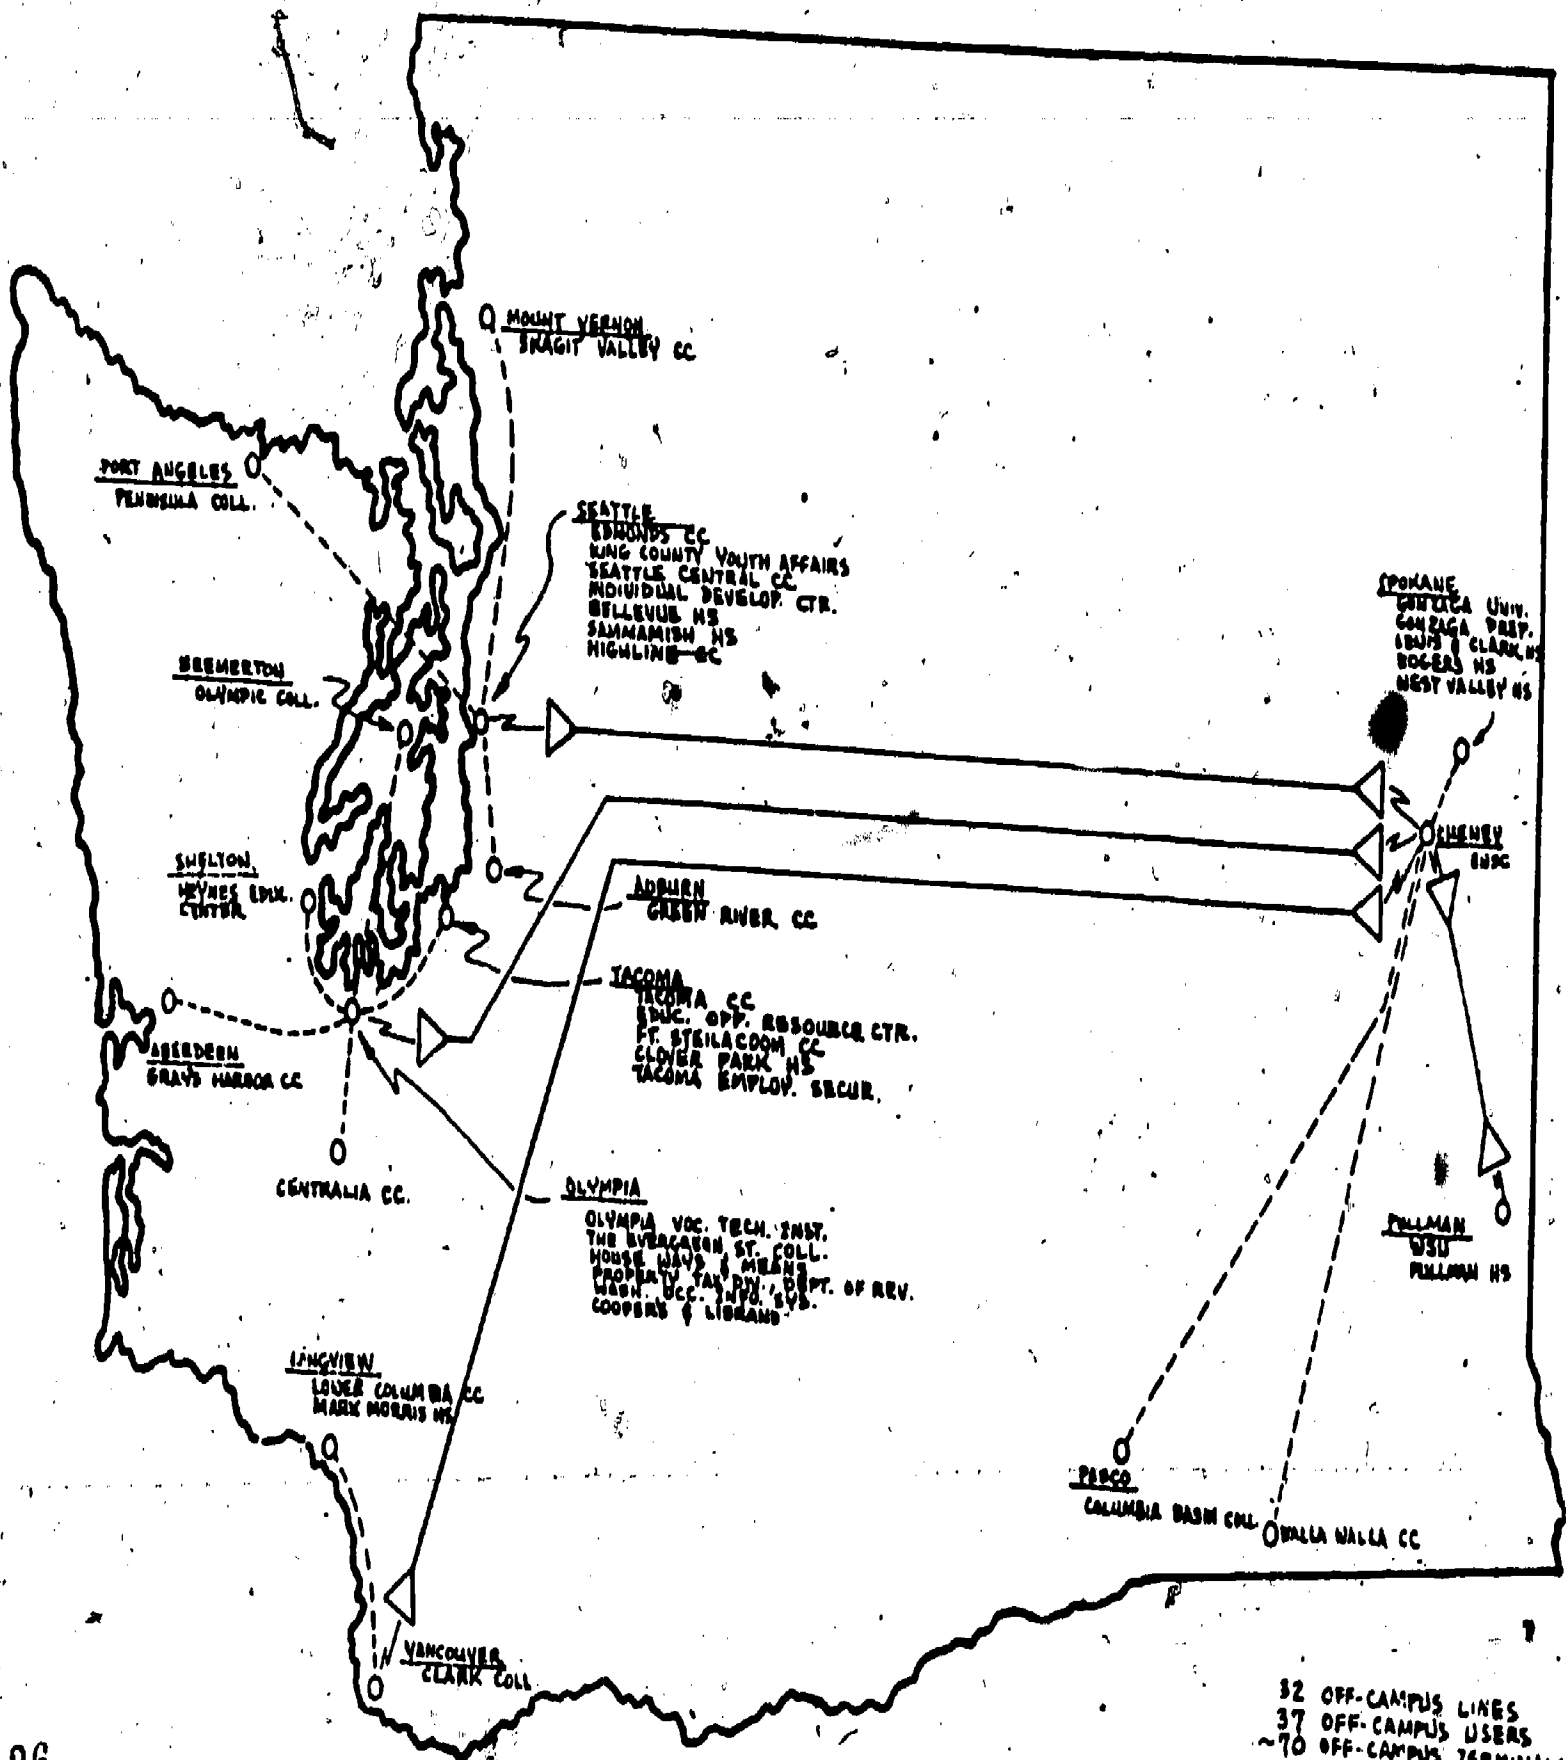 MOUNT VERNON
SKAGIT VALLEY CC
PORT ANGELES
PENINSULA COLL.
SEATTLE
EDMONDS CC
KING COUNTY YOUTH AFFAIRS
SEATTLE CENTRAL CC
INDIVIDUAL DEVELOP. CTR.
BELLEVUE HS
SAMMAMISH HS
HIGHLINE CC
SPOKANE
GONZAGA UNIV.
GONZAGA PREP.
LEWIS & CLARK HS
ROGERS HS
WEST VALLEY HS
BREMERTON
OLYMPIC COLL.
CHENEY
SHELTON
CENTER
AUBURN
GREEN RIVER CC
TACOMA
TACOMA CC
EDUC. OPP. RESOURCE CTR.
FT. STEILACOOM CC
CLOVER PARK HS
TACOMA EMPLOY. SECUR.
ABERDEEN
GRAYS HARBOR CC
CENTRALIA CC.
OLYMPIA
OLYMPIA VOC. TECH. INST.
THE EVERGREEN ST. COLL.
HOUSE WAYS & MEANS
PROPERTY TAX DIV., DEPT. OF REV.
WASH. OCC. INFO. SYS.
COOPERS & LIBRAND
PULLMAN
WSU
PULLMAN HS
LONGVIEW
LOWER COLUMBIA CC
MARK MORRIS HS
PASCO
COLUMBIA BASIN COLL.
WALLA WALLA CC
VANCOUVER
CLARK COLL
32 OFF-CAMPUS LINES
37 OFF-CAMPUS USERS
~70 OFF-CAMPUS
96